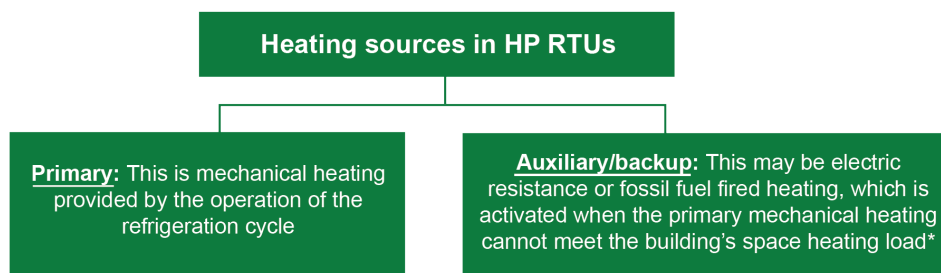 Heating sources in HP RTUs
Primary: This is mechanical heating
provided by the operation of the
refrigeration cycle
Auxiliary/backup: This may be electric
resistance or fossil fuel fired heating, which is
activated when the primary mechanical heating
cannot meet the building’s space heating load*